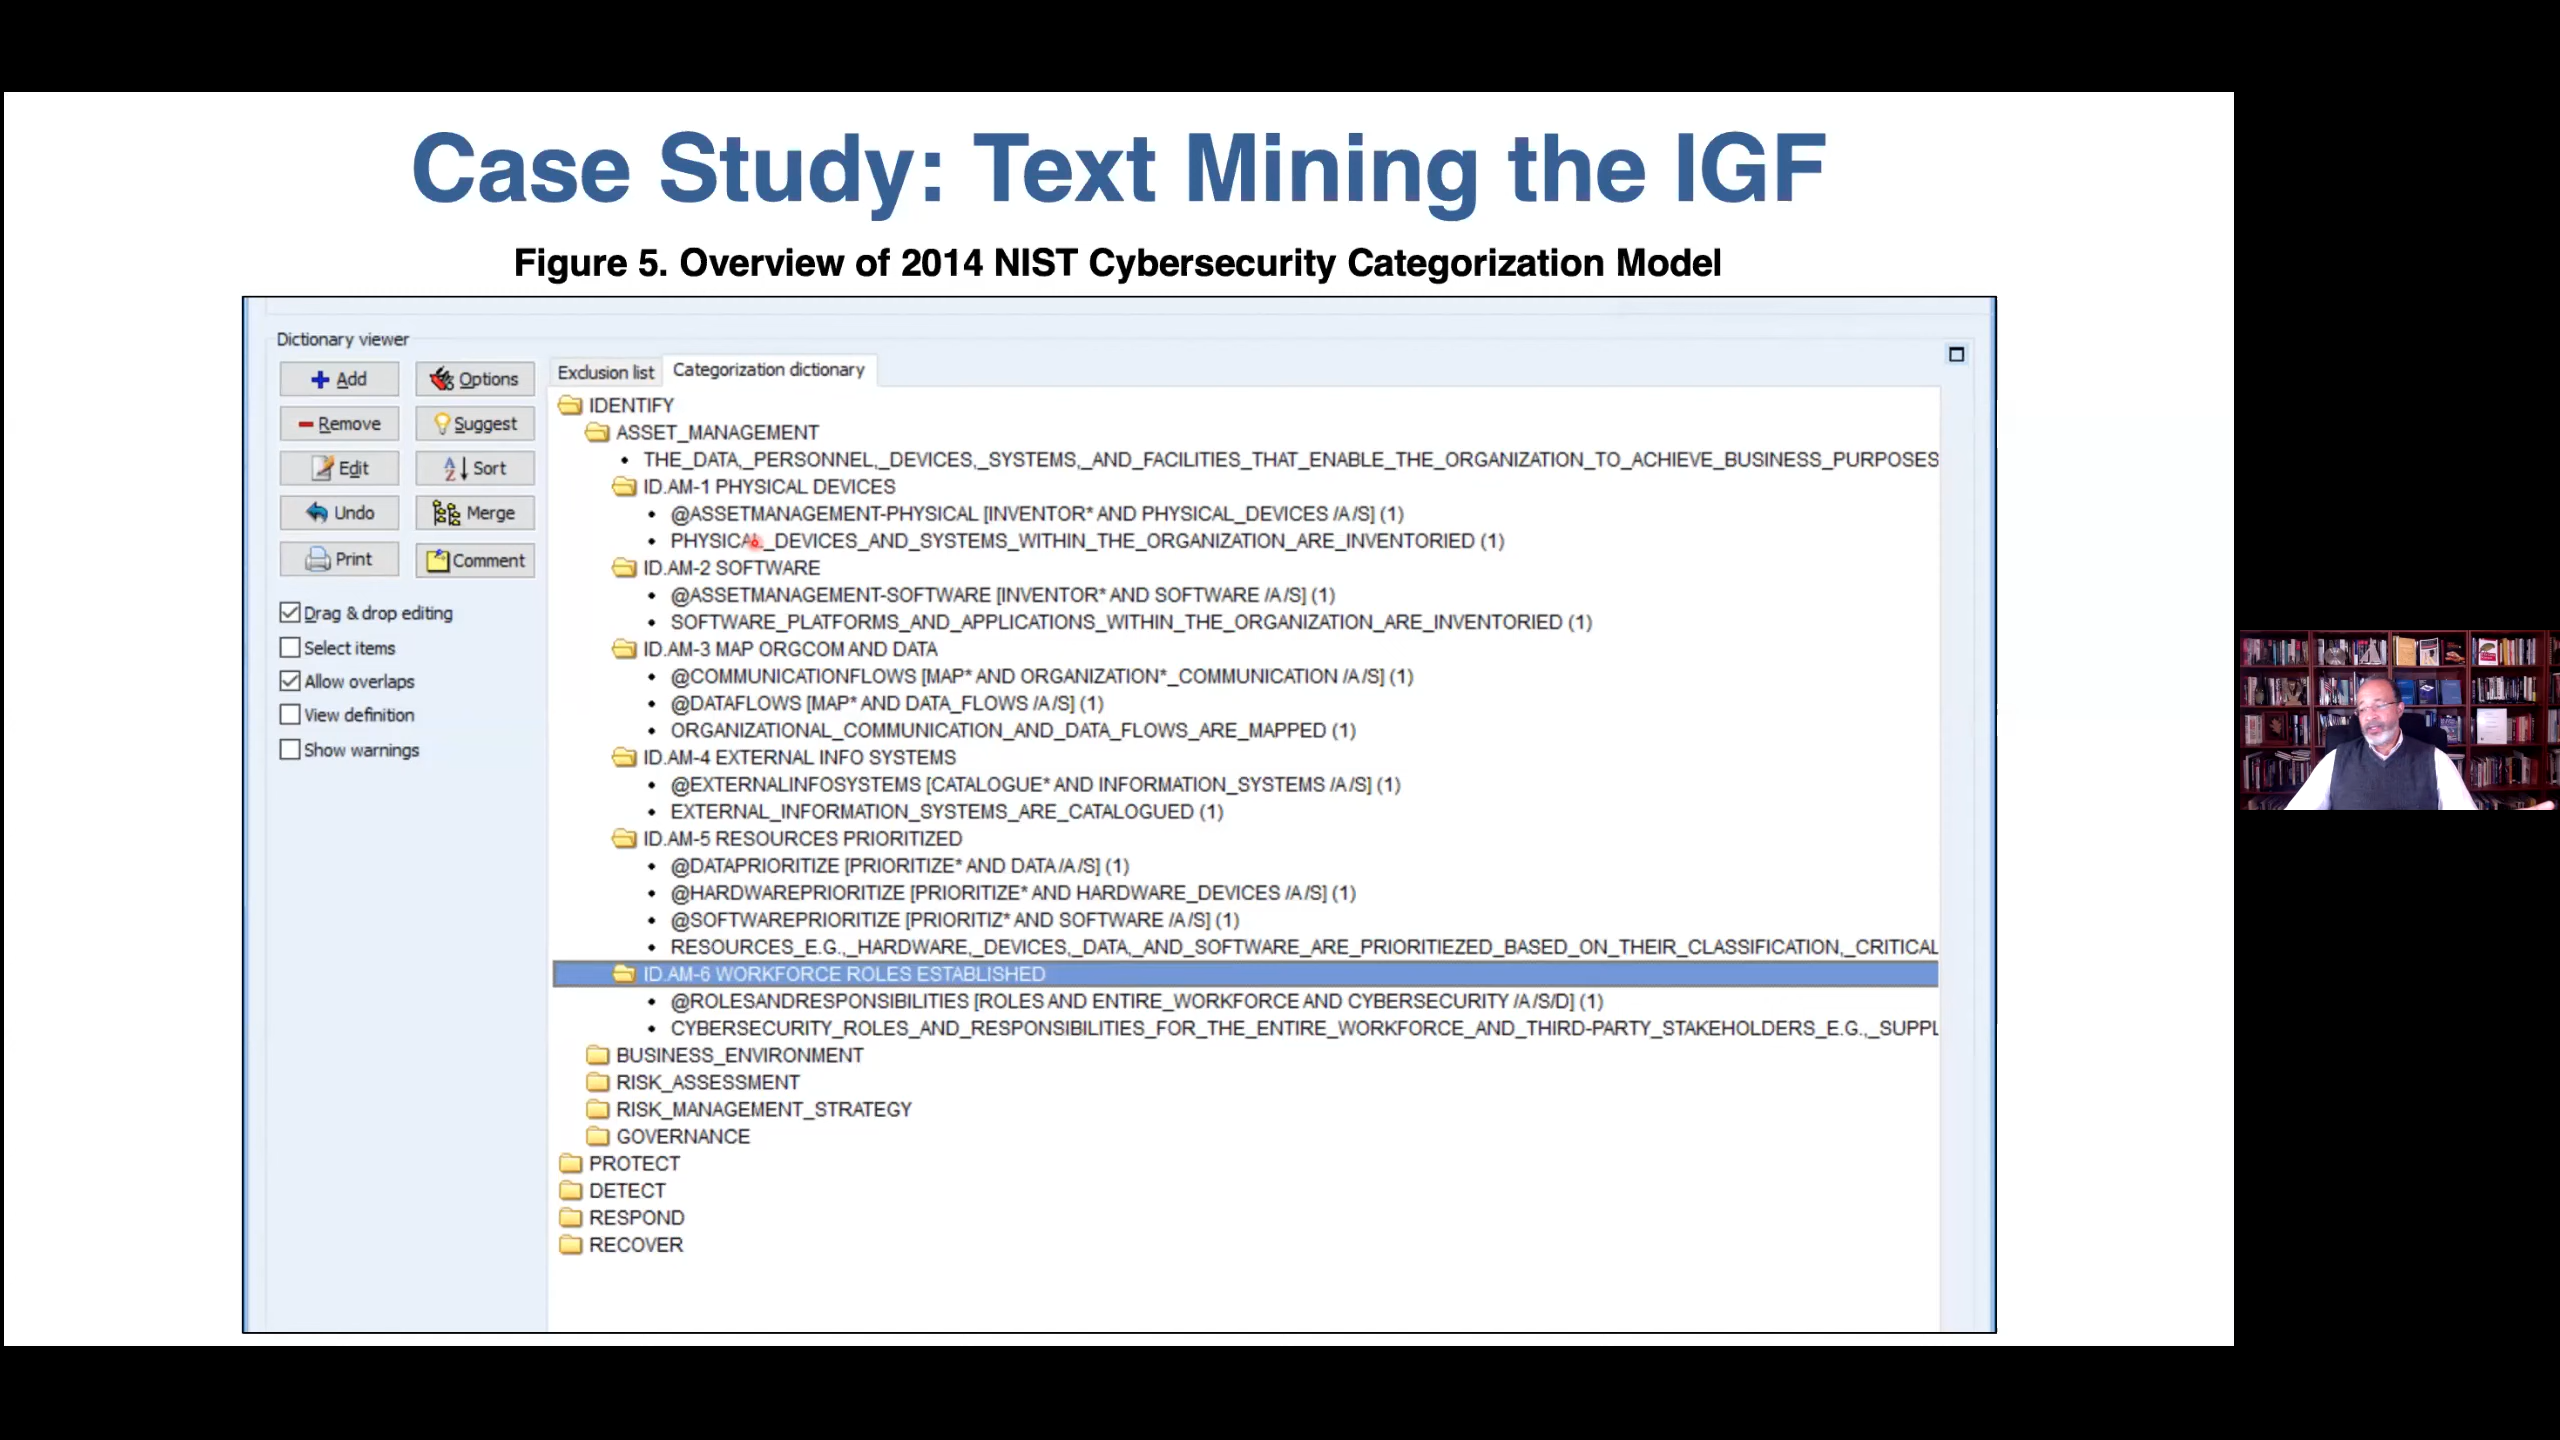 Case Study: Text Mining the IGF
Figure 5. Overview of 2014 NIST Cybersecurity Categorization Model
Dictionary viewer
Add
Options
Remove
Suggest
Edit
Sort
Undo
Merge
Print
Comment
Drag & drop editing
Select items
Allow overlaps
View definition
Show warnings
Exclusion list
Categorization dictionary
IDENTIFY
ASSET_MANAGEMENT
THE_DATA,_PERSONNEL,_DEVICES,_SYSTEMS,_AND_FACILITIES_THAT_ENABLE_THE_ORGANIZATION_TO_ACHIEVE_BUSINESS_PURPOSES
ID.AM-1 PHYSICAL DEVICES
@ASSETMANAGEMENT-PHYSICAL [INVENTOR* AND PHYSICAL_DEVICES /A /S] (1)
PHYSICAL_DEVICES_AND_SYSTEMS_WITHIN_THE_ORGANIZATION_ARE_INVENTORIED (1)
ID.AM-2 SOFTWARE
@ASSETMANAGEMENT-SOFTWARE [INVENTOR* AND SOFTWARE /A /S] (1)
SOFTWARE_PLATFORMS_AND_APPLICATIONS_WITHIN_THE_ORGANIZATION_ARE_INVENTORIED (1)
ID.AM-3 MAP ORGCOM AND DATA
@COMMUNICATIONFLOWS [MAP* AND ORGANIZATION*_COMMUNICATION /A /S] (1)
@DATAFLOWS [MAP* AND DATA_FLOWS /A /S] (1)
ORGANIZATIONAL_COMMUNICATION_AND_DATA_FLOWS_ARE_MAPPED (1)
ID.AM-4 EXTERNAL INFO SYSTEMS
@EXTERNALINFOSYSTEMS [CATALOGUE* AND INFORMATION_SYSTEMS /A /S] (1)
EXTERNAL_INFORMATION_SYSTEMS_ARE_CATALOGUED (1)
ID.AM-5 RESOURCES PRIORITIZED
@DATAPRIORITIZE [PRIORITIZE* AND DATA /A /S] (1)
@HARDWAREPRIORITIZE [PRIORITIZE* AND HARDWARE_DEVICES /A /S] (1)
@SOFTWAREPRIORITIZE [PRIORITIZ* AND SOFTWARE /A /S] (1)
RESOURCES_E.G.,_HARDWARE,_DEVICES,_DATA,_AND_SOFTWARE_ARE_PRIORITIEZED_BASED_ON_THEIR_CLASSIFICATION,_CRITICAL
ID.AM-6 WORKFORCE ROLES ESTABLISHED
@ROLESANDRESPONSIBILITIES [ROLES AND ENTIRE_WORKFORCE AND CYBERSECURITY /A /S/D] (1)
CYBERSECURITY_ROLES_AND_RESPONSIBILITIES_FOR_THE_ENTIRE_WORKFORCE_AND_THIRD-PARTY_STAKEHOLDERS_E.G.,_SUPPL
BUSINESS_ENVIRONMENT
RISK_ASSESSMENT
RISK_MANAGEMENT_STRATEGY
GOVERNANCE
PROTECT
DETECT
RESPOND
RECOVER